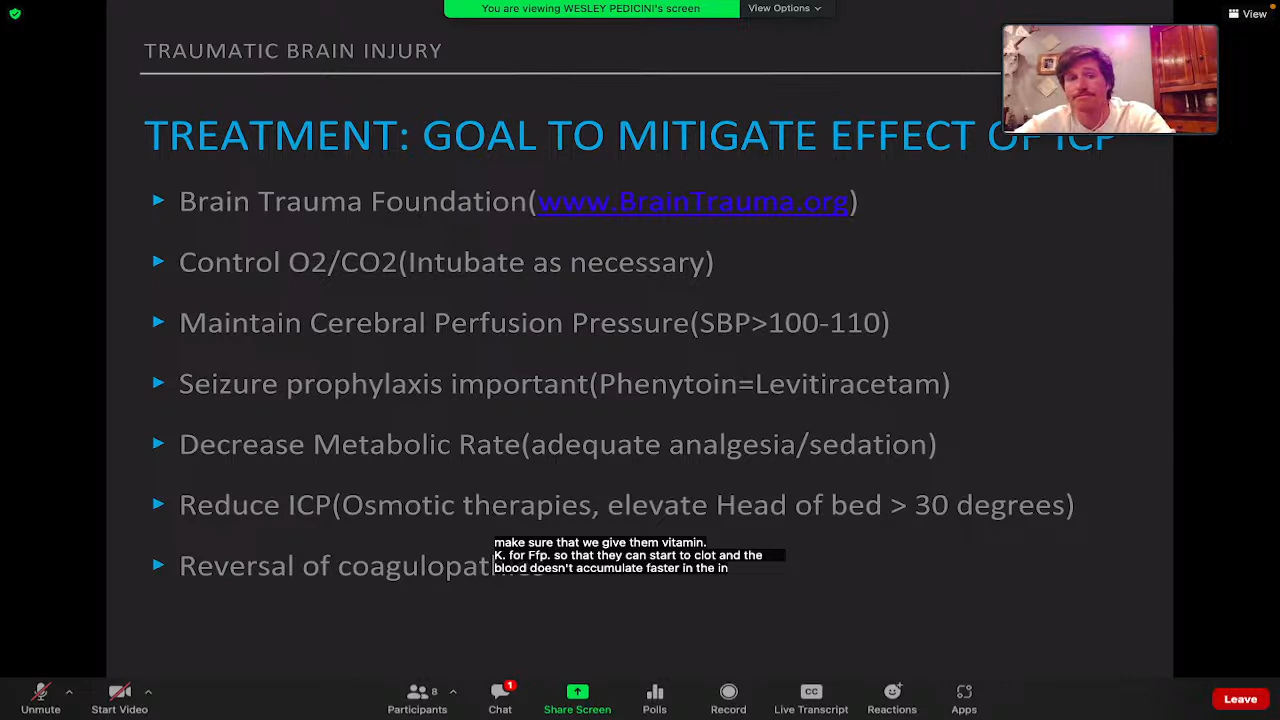 You are viewing WESLEY PEDICINI's screen
View Options
View
TRAUMATIC BRAIN INJURY
TREATMENT: GOAL TO MITIGATE EFFECT OF ICP
Brain Trauma Foundation(www.BrainTrauma.org)
Control O2/CO2(Intubate as necessary)
Maintain Cerebral Perfusion Pressure(SBP>100-110)
Seizure prophylaxis important(Phenytoin=Levitiracetam)
Decrease Metabolic Rate(adequate analgesia/sedation)
Reduce ICP(Osmotic therapies, elevate Head of bed > 30 degrees)
Reversal of
make sure that we give them vitamin.
K. for Ffp. so that they can start to clot and the
blood doesn't accumulate faster in the in
8
1
CC
Unmute
Start Video
Participants
Chat
Share Screen
Polls
Record
Live Transcript
Reactions
Apps
Leave